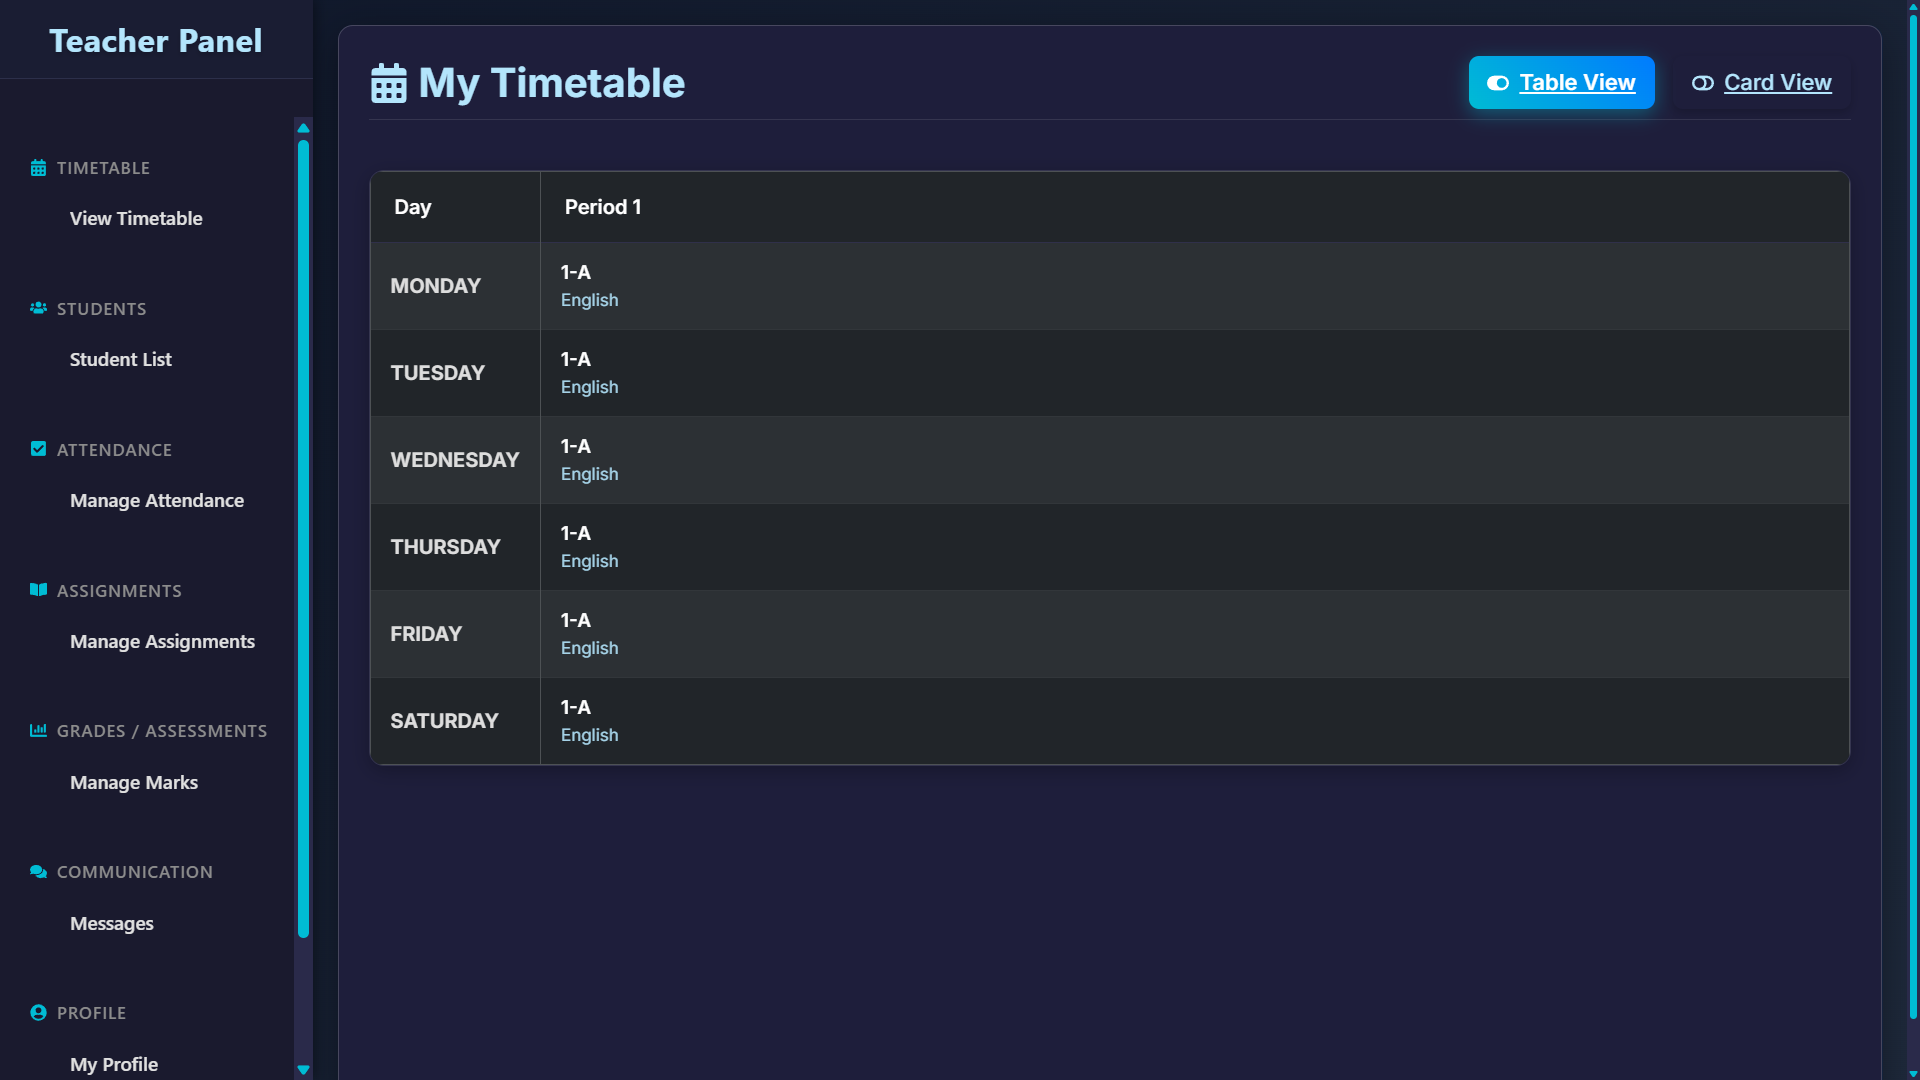 Teacher Panel
TIMETABLE
View Timetable
STUDENTS
Student List
ATTENDANCE
Manage Attendance
ASSIGNMENTS
Manage Assignments
GRADES / ASSESSMENTS
Manage Marks
COMMUNICATION
Messages
PROFILE
My Profile
My Timetable
Table View
Card View
Day Period 1
MONDAY 1-A
English
TUESDAY 1-A
English
WEDNESDAY 1-A
English
THURSDAY 1-A
English
FRIDAY 1-A
English
SATURDAY 1-A
English